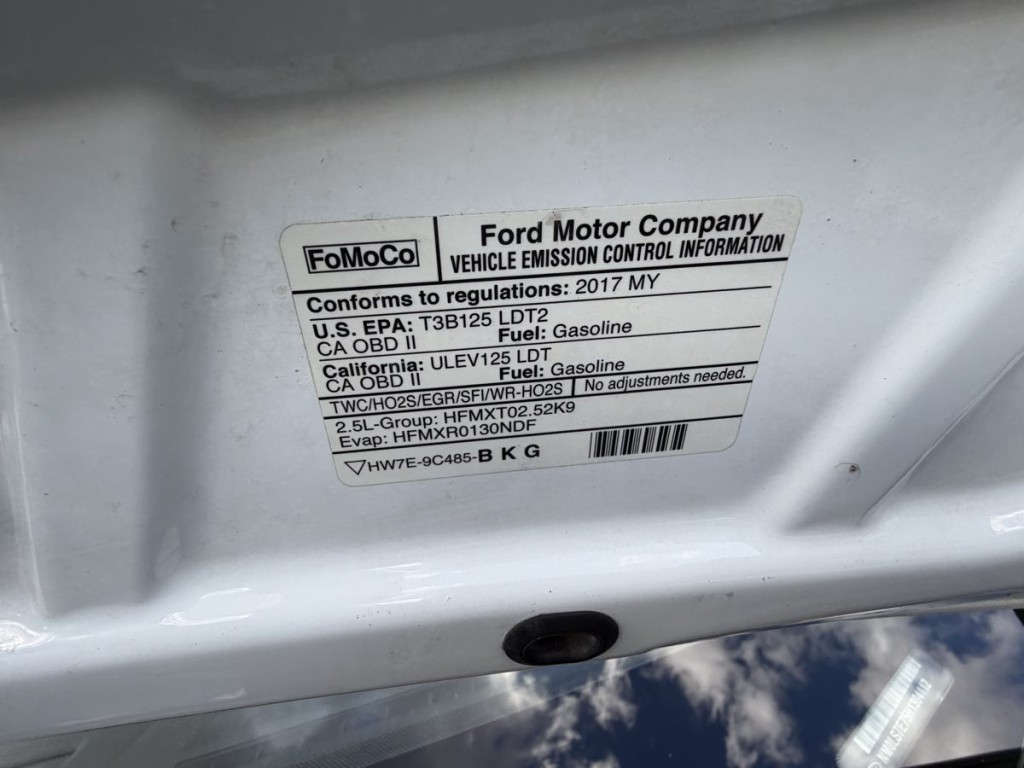 FoMoCo
Ford Motor Company
VEHICLE EMISSION CONTROL INFORMATION
Conforms to regulations: 2017 MY
U.S. EPA: T3B125 LDT2
CA OBD II Fuel: Gasoline
California: ULEV125 LDT
CA OBD II Fuel: Gasoline
TWC/HO2S/EGR/SFI/WR-HO2S No adjustments needed.
2.5L-Group: HFMXT02.52K9
Evap: HFMXR0130NDF
HW7E-9C485-B K G